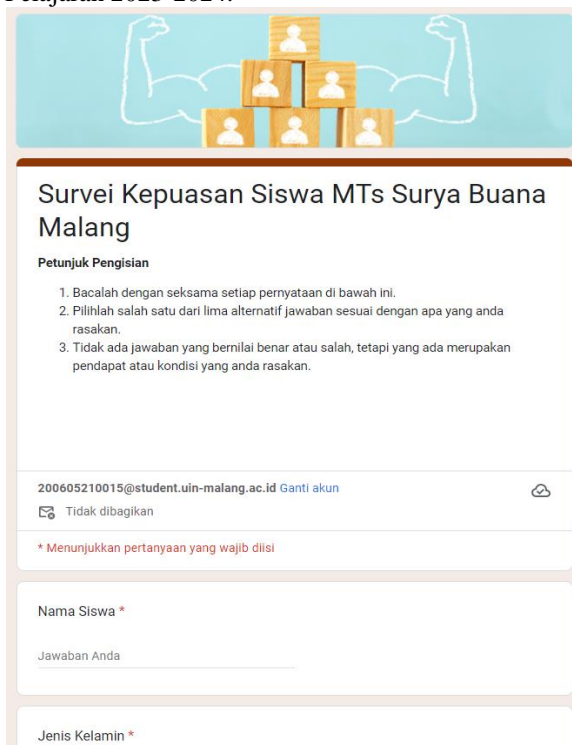 Pelajaran 2023-2024.
Survei Kepuasan Siswa MTs Surya Buana
Malang
Petunjuk Pengisian
1. Bacalah dengan seksama setiap pernyataan di bawah ini.
2. Pilihlah salah satu dari lima alternatif jawaban sesuai dengan apa yang anda
rasakan.
3. Tidak ada jawaban yang bernilai benar atau salah, tetapi yang ada merupakan
pendapat atau kondisi yang anda rasakan.
200605210015@student.uin-malang.ac.id Ganti akun
Tidak dibagikan
* Menunjukkan pertanyaan yang wajib diisi
Nama Siswa *
Jawaban Anda
Jenis Kelamin *